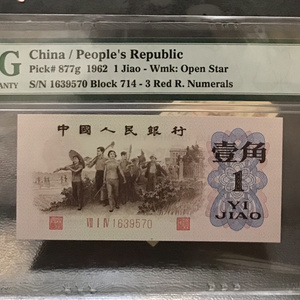 G
ANTY
China / People's Republic
Pick# 877g 1962 1 Jiao - Wmk: Open Star
S/N 1639570 Block 714 - 3 Red R. Numerals
中國人民銀行
壹角
1
YI
JIAO
VII I IV 1639570